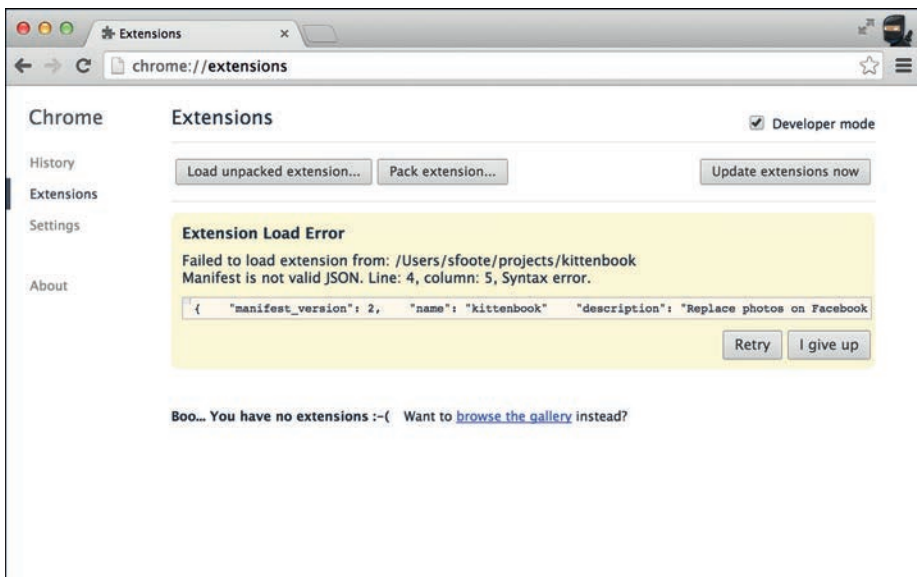 Extensions
chrome://extensions
Chrome
History
Extensions
Settings
About
Extensions
Developer mode
Load unpacked extension...
Pack extension...
Update extensions now
Extension Load Error
Failed to load extension from: /Users/sfoote/projects/kittenbook
Manifest is not valid JSON. Line: 4, column: 5, Syntax error.
{ "manifest_version": 2, "name": "kittenbook" "description": "Replace photos on Facebook
Retry
I give up
Boo... You have no extensions :-( Want to browse the gallery instead?